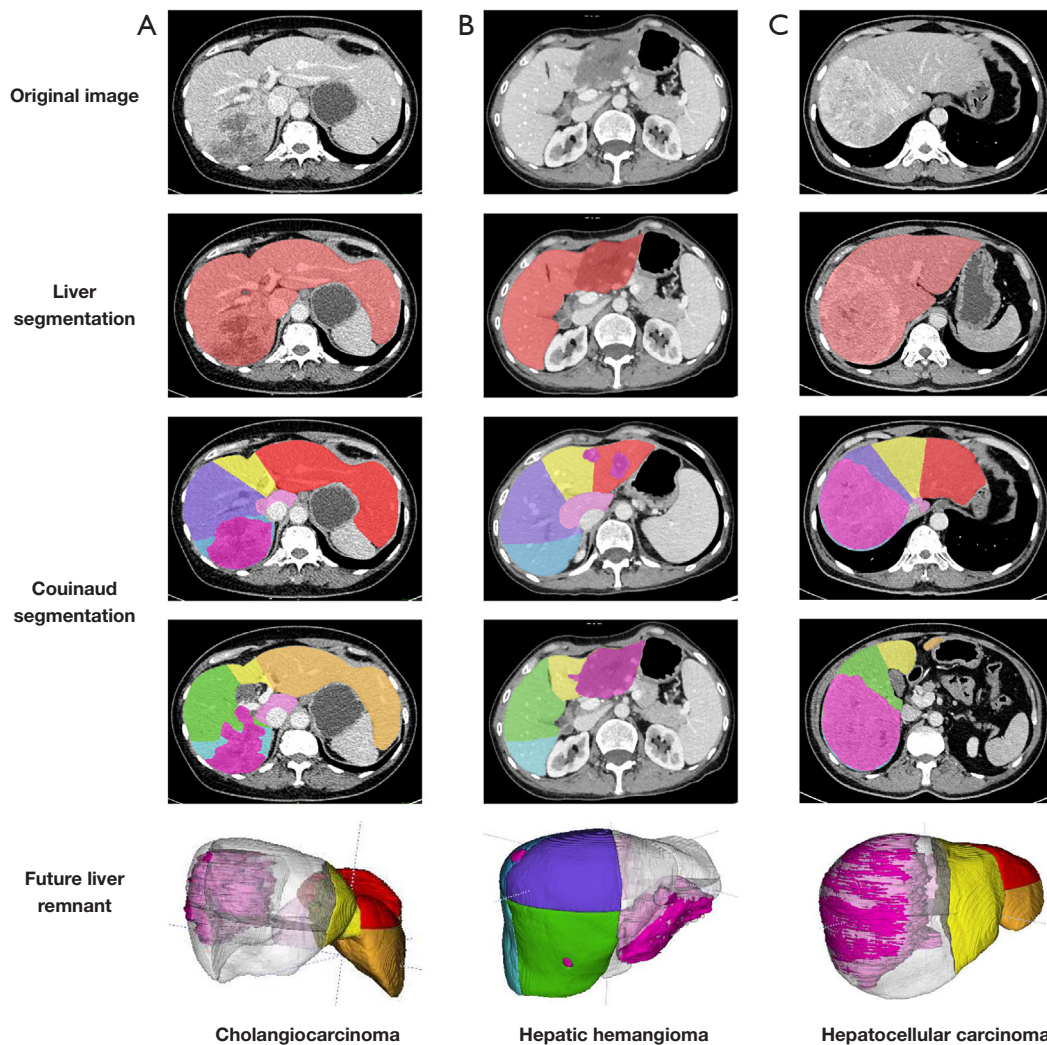 A
B
C
Original image
Liver
segmentation
Couinaud
segmentation
Future liver
remnant
Cholangiocarcinoma
Hepatic hemangioma
Hepatocellular carcinoma